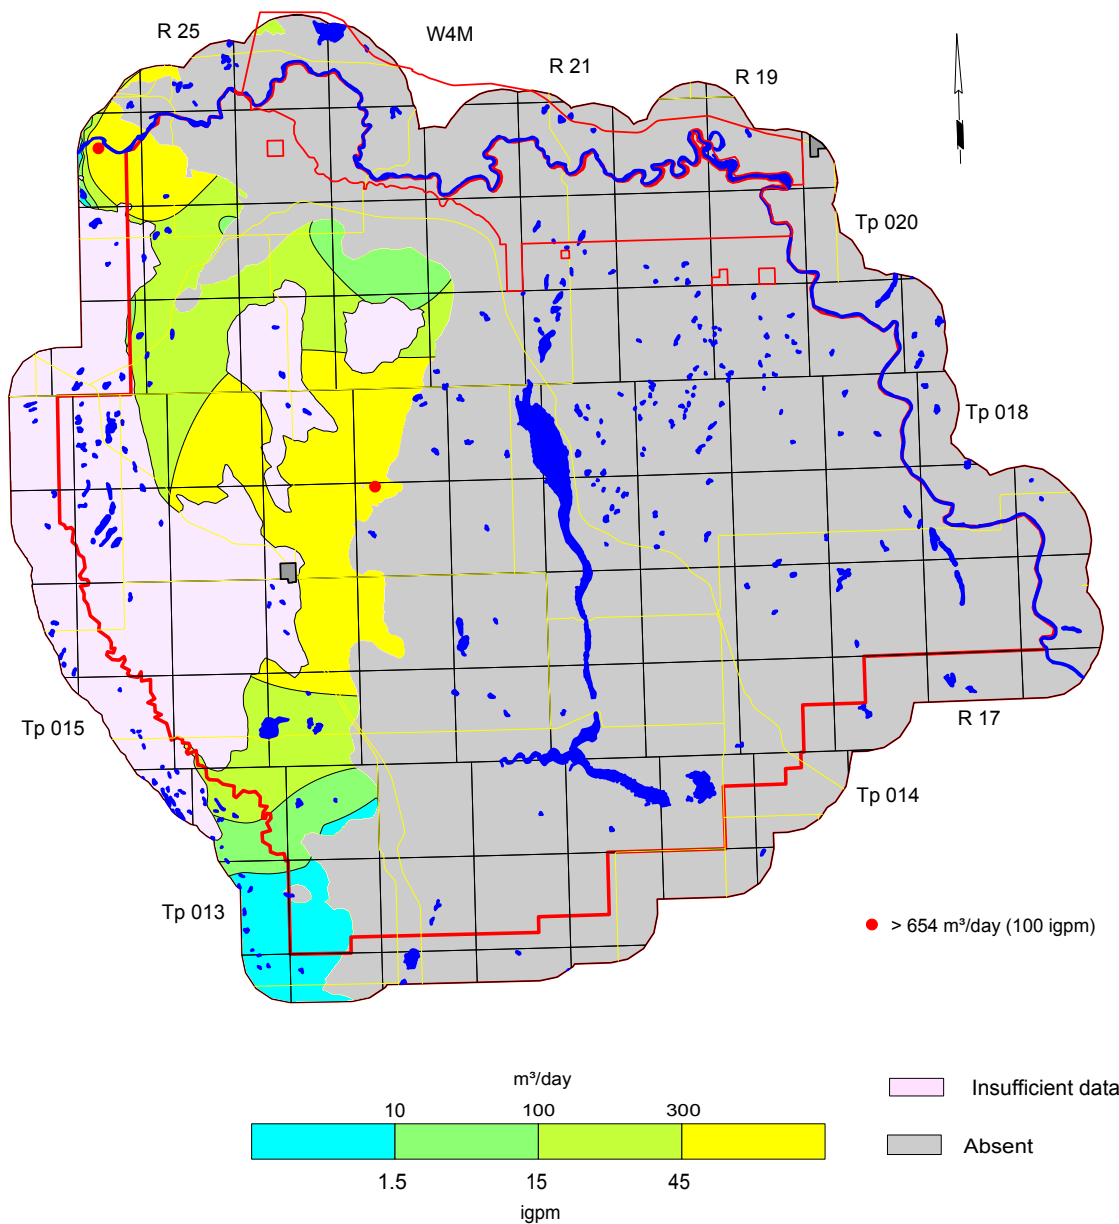 R 25
W4M
R 21
R 19
Tp 020
Tp 018
Tp 015
R 17
Tp 014
Tp 013
> 654 m³/day (100 igpm)
m³/day
10 100 300
1.5 15 45
igpm
Insufficient data
Absent